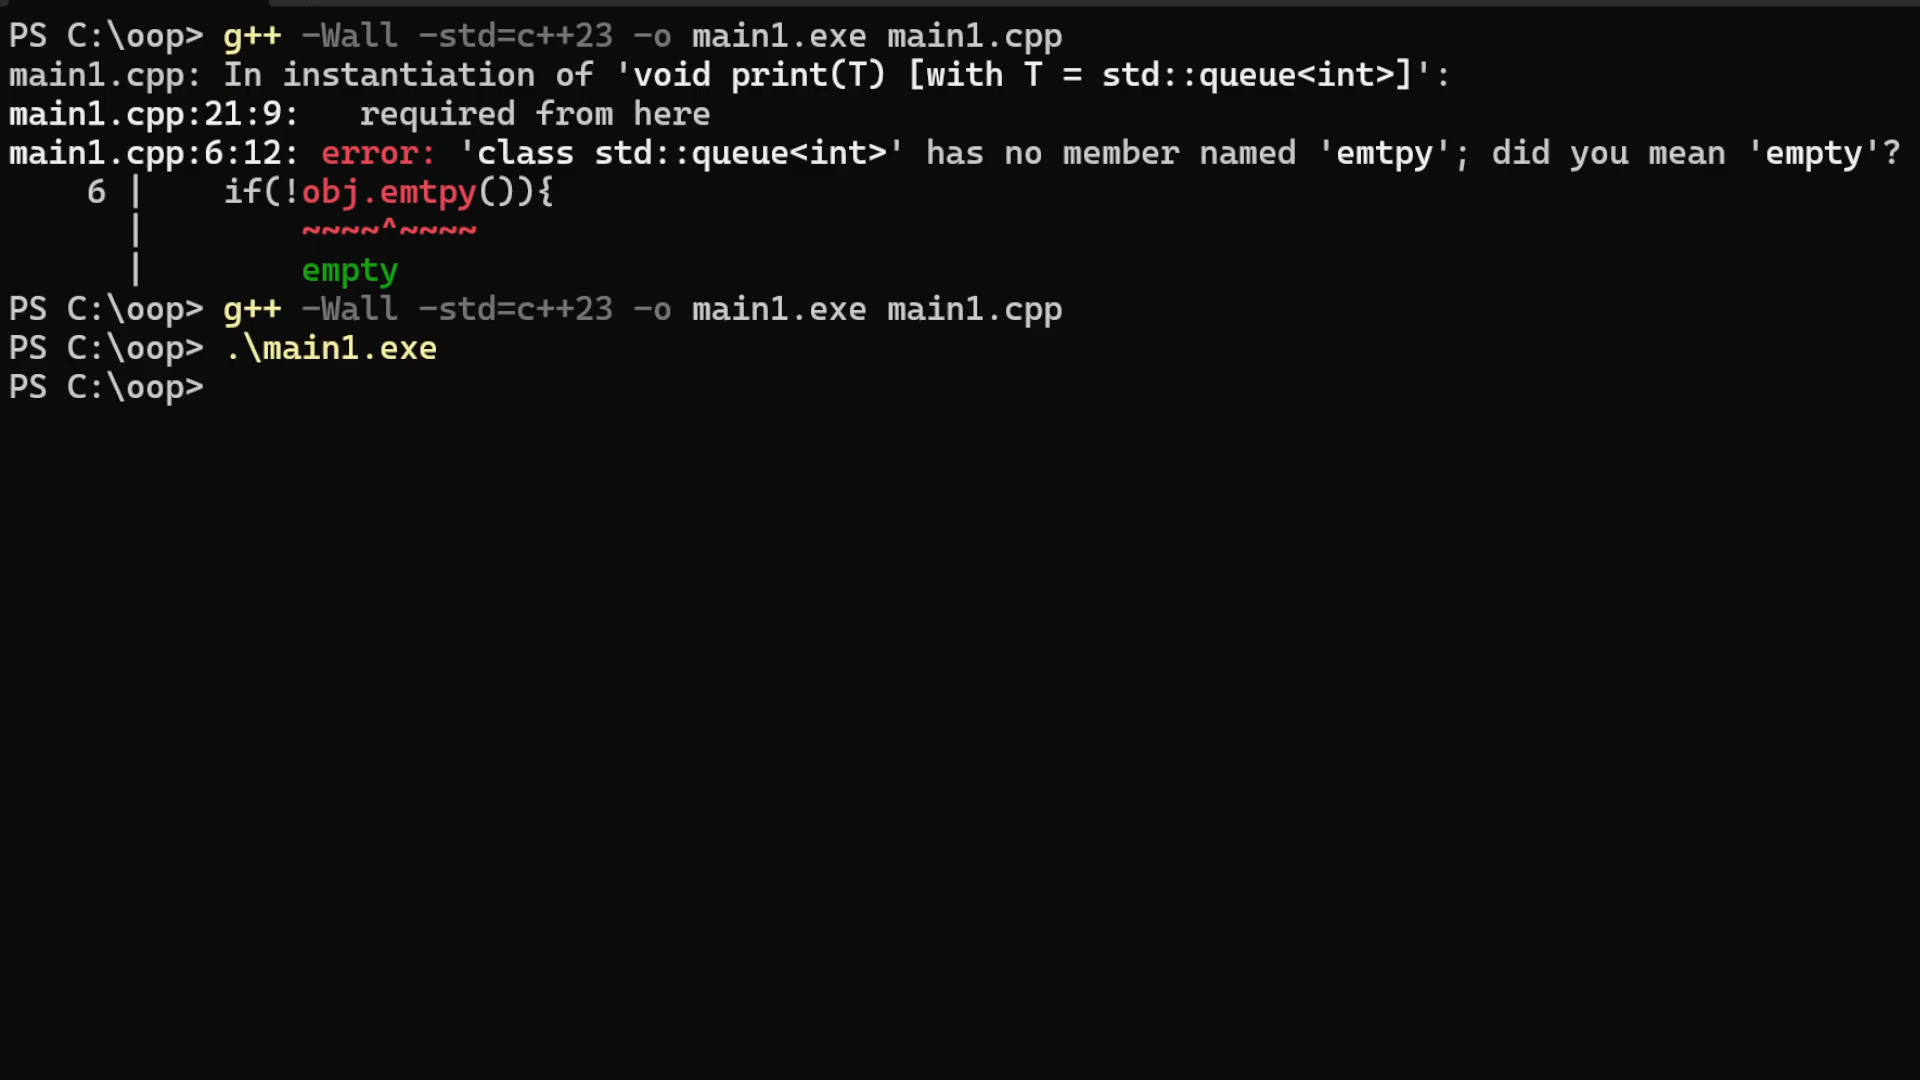 PS C:\oop> g++ -Wall -std=c++23 -o main1.exe main1.cpp
main1.cpp: In instantiation of 'void print(T) [with T = std::queue<int>]':
main1.cpp:21:9:   required from here
main1.cpp:6:12: error: 'class std::queue<int>' has no member named 'emtpy'; did you mean 'empty'?
    6 |     if(!obj.emtpy()){
      |         ~~~~^~~~~
      |         empty
PS C:\oop> g++ -Wall -std=c++23 -o main1.exe main1.cpp
PS C:\oop> .\main1.exe
PS C:\oop>